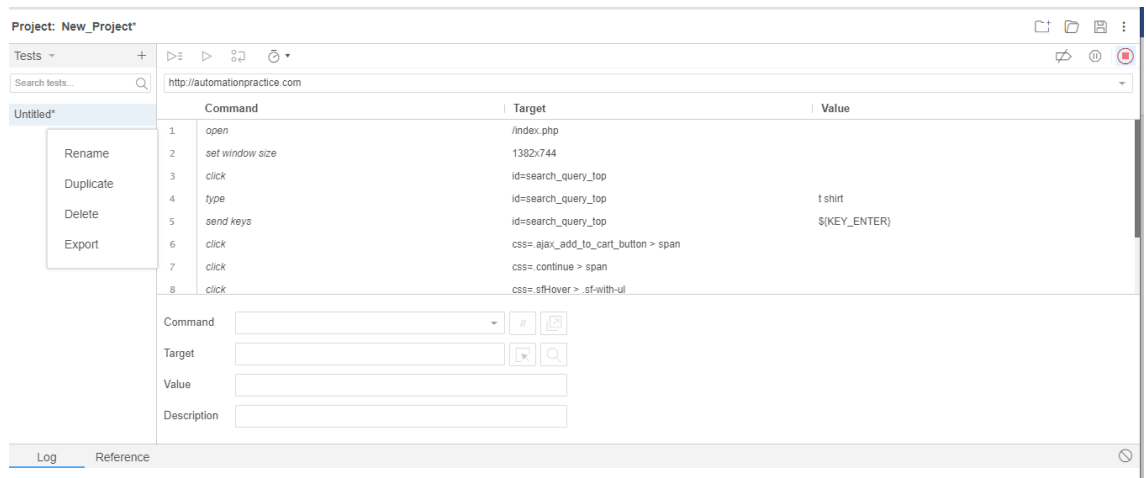 Project: New_Project*
Tests
Search tests...
http://automationpractice.com
Untitled*
Rename
Duplicate
Delete
Export
Command Target Value
1 open /index.php
2 set window size 1382x744
3 click id=search_query_top
4 type id=search_query_top t shirt
5 send keys id=search_query_top ${KEY_ENTER}
6 click css=.ajax_add_to_cart_button > span
7 click css=.continue > span
8 click css=.sfHover > .sf-with-ul
Command //
Target
Value
Description
Log Reference